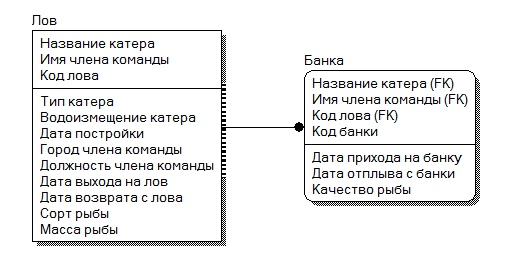 Лов
Название катера
Имя члена команды
Код лова
Тип катера
Водоизмещение катера
Дата постройки
Город члена команды
Должность члена команды
Дата выхода на лов
Дата возврата с лова
Сорт рыбы
Масса рыбы
Банка
Название катера (FK)
Имя члена команды (FK)
Код лова (FK)
Код банки
Дата прихода на банку
Дата отплыва с банки
Качество рыбы